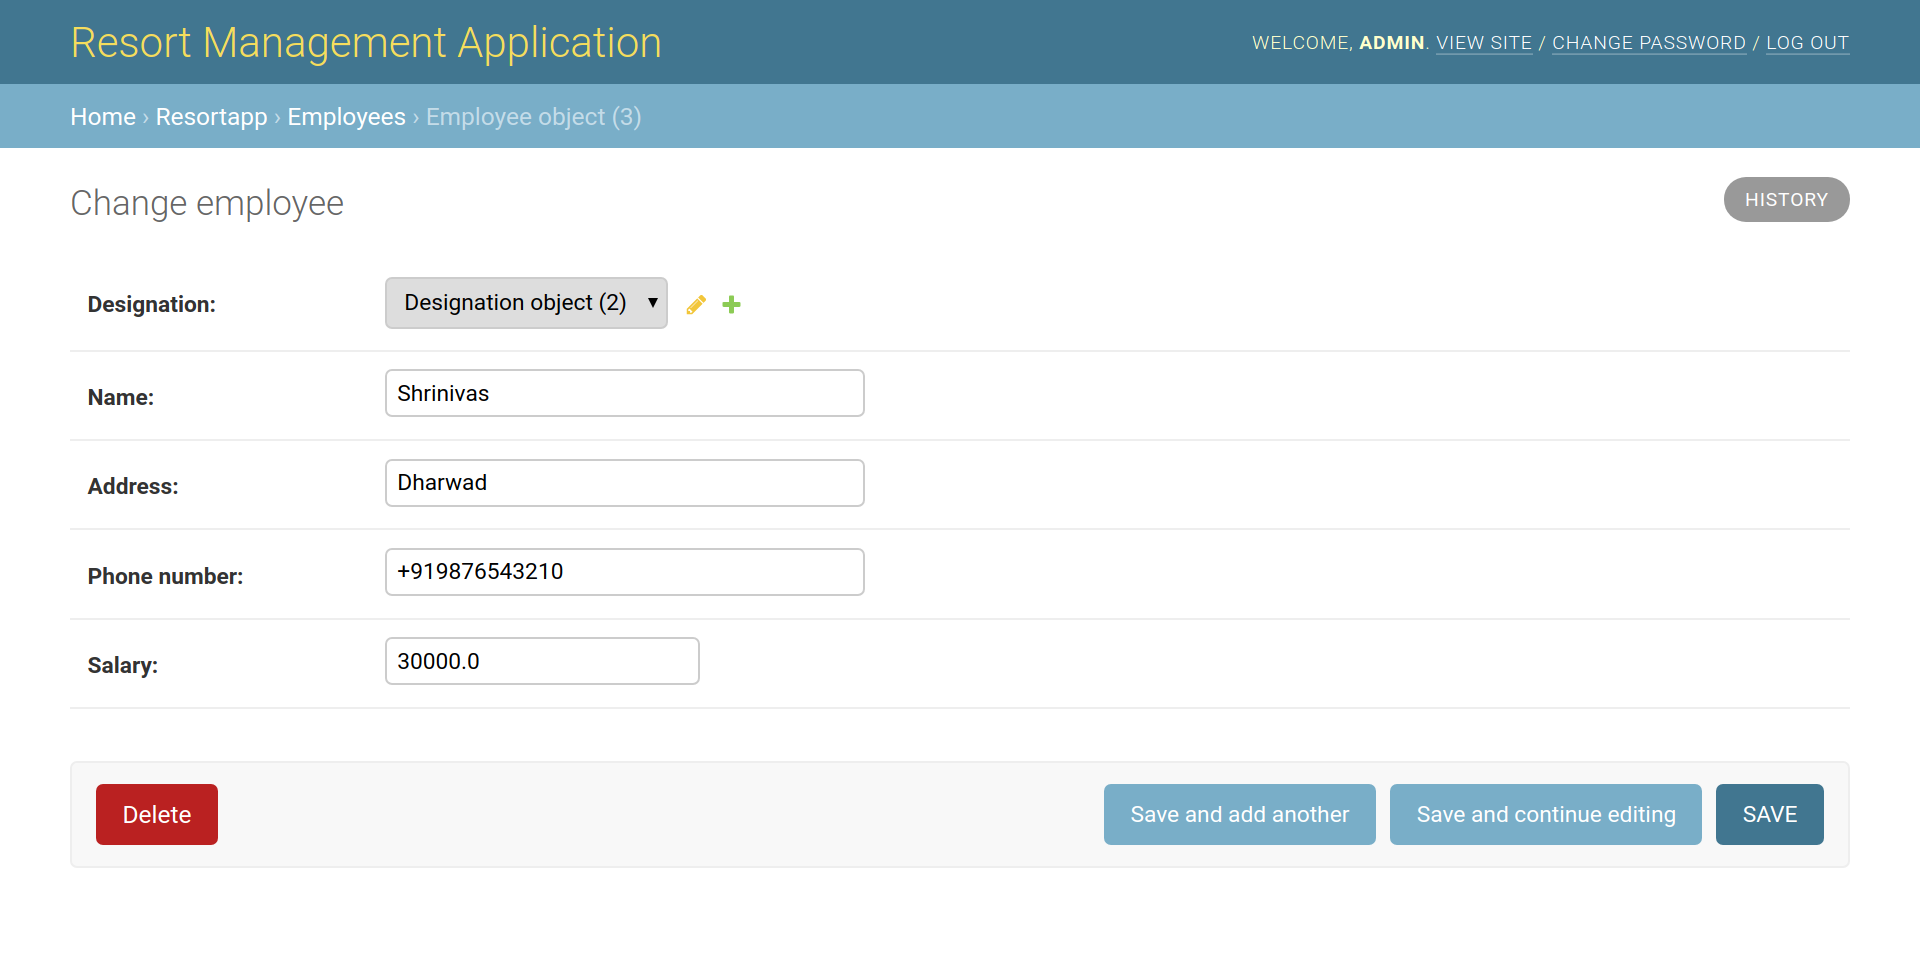 Resort Management Application
WELCOME, ADMIN. VIEW SITE / CHANGE PASSWORD / LOG OUT
Home › Resortapp › Employees › Employee object (3)
Change employee
HISTORY
Designation:
Designation object (2)
Name:
Shrinivas
Address:
Dharwad
Phone number:
+919876543210
Salary:
30000.0
Delete
Save and add another
Save and continue editing
SAVE